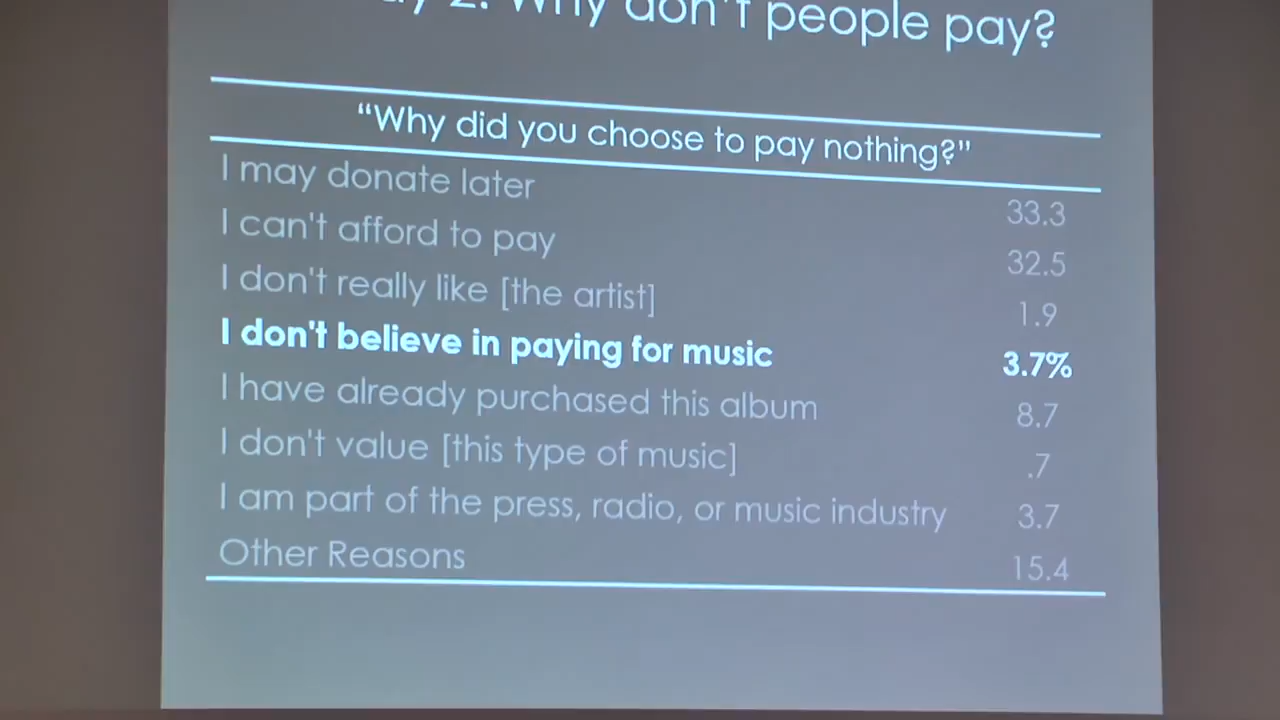 2: Why don't people pay?
“Why did you choose to pay nothing?”
I may donate later 33.3
I can't afford to pay 32.5
I don't really like [the artist] 1.9
I don't believe in paying for music 3.7%
I have already purchased this album 8.7
I don't value [this type of music] .7
I am part of the press, radio, or music industry 3.7
Other Reasons 15.4